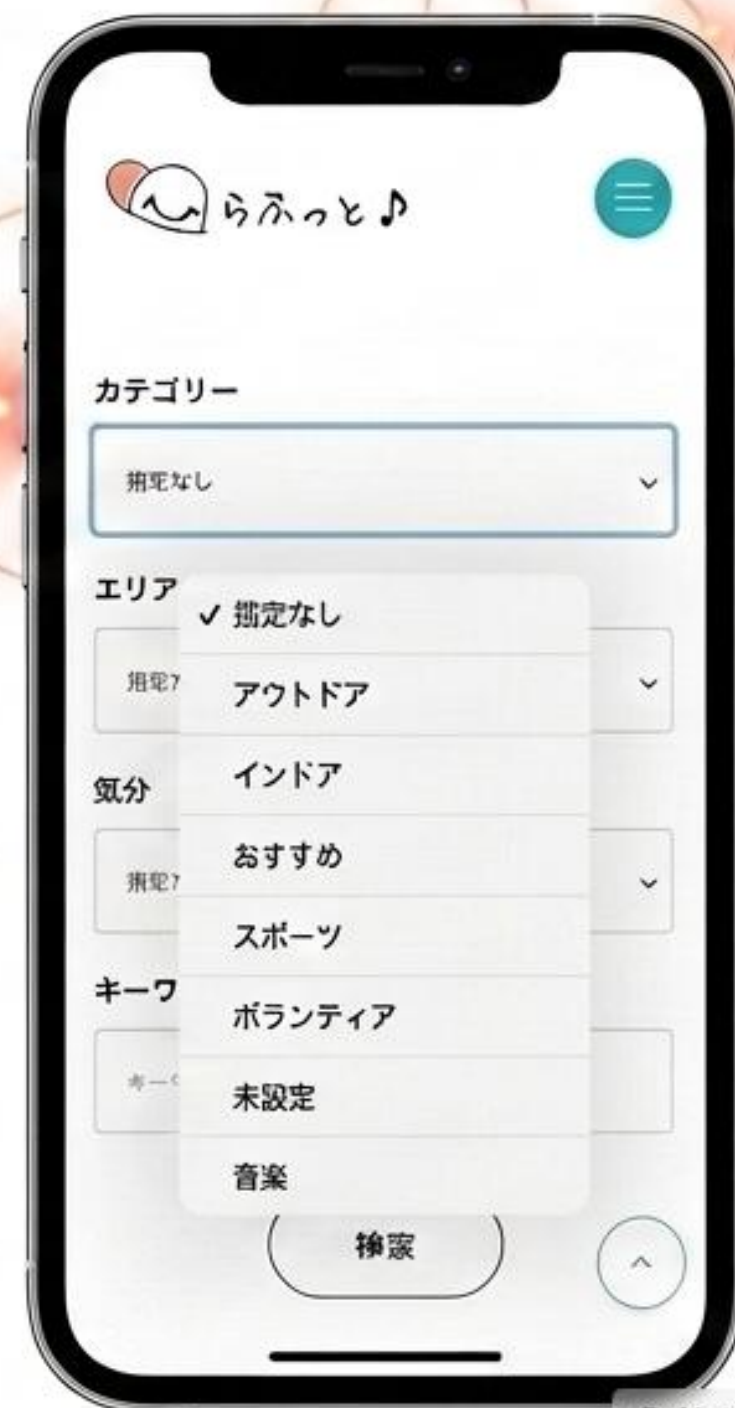 らふっと♪
カテゴリー
指定なし
エリア
✓ 指定なし
アウトドア
インドア
気分
おすすめ
スポーツ
キーワ
ボランティア
未設定
音楽
検索